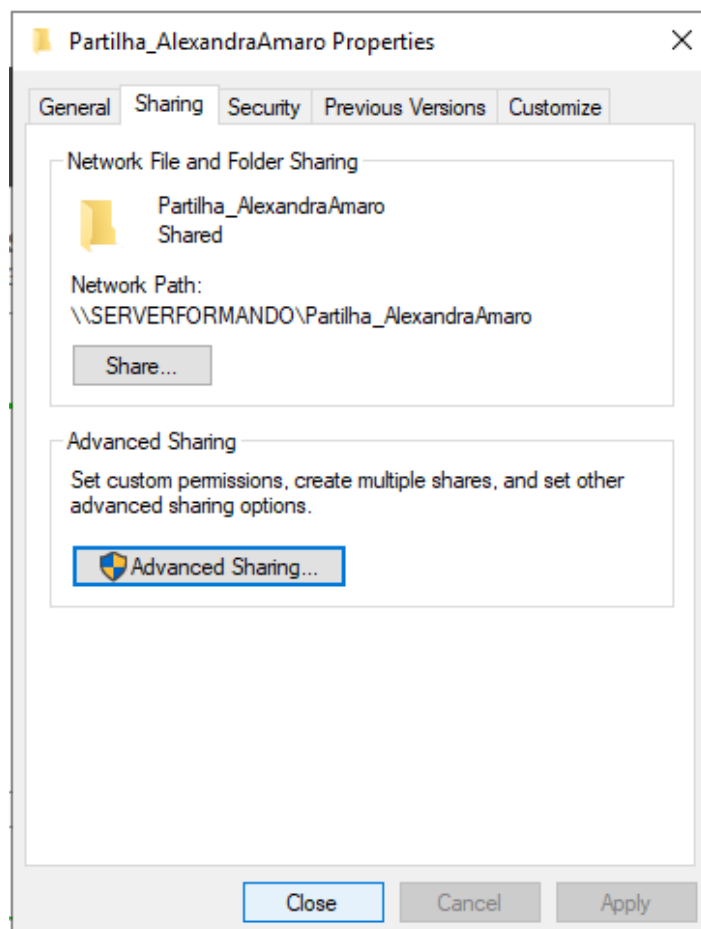 Partilha_AlexandraAmaro Properties
General Sharing Security Previous Versions Customize
Network File and Folder Sharing
Partilha_AlexandraAmaro
Shared
Network Path:
\\SERVERFORMANDO\Partilha_AlexandraAmaro
Share...
Advanced Sharing
Set custom permissions, create multiple shares, and set other
advanced sharing options.
Advanced Sharing...
Close Cancel Apply